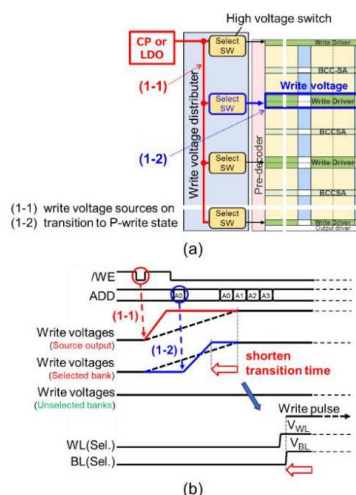 High voltage switch
CP or
LDO
Select
SW
Write Driver
(1-1)
BCC-SA
Write voltage
Select
SW
Write Driver
Write voltage distributer
Pre-decoder
(1-2)
BCCSA
Select
SW
Write Driver
BCCSA
(1-1) write voltage sources on
(1-2) transition to P-write state
Select
SW
Write Driver
Output driver
(a)
/WE
ADD
A0
A0 A1 A2 A3
(1-1)
Write voltages
(Source output)
(1-2)
Write voltages
(Selected bank)
shorten
transition time
Write voltages
(Unselected banks)
Write pulse
VWL
WL(Sel.)
VBL
BL(Sel.)
(b)